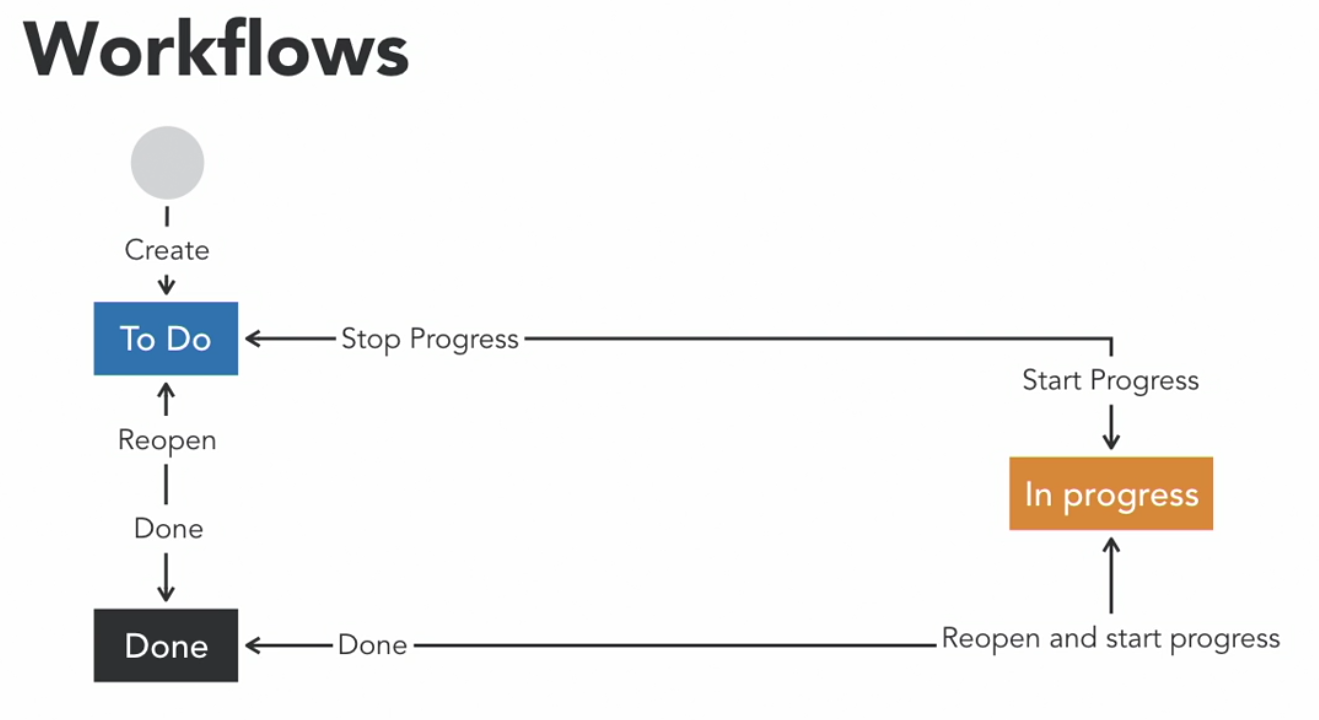 Workflows
Create
To Do
Stop Progress
Start Progress
Reopen
In progress
Done
Done
Done
Reopen and start progress